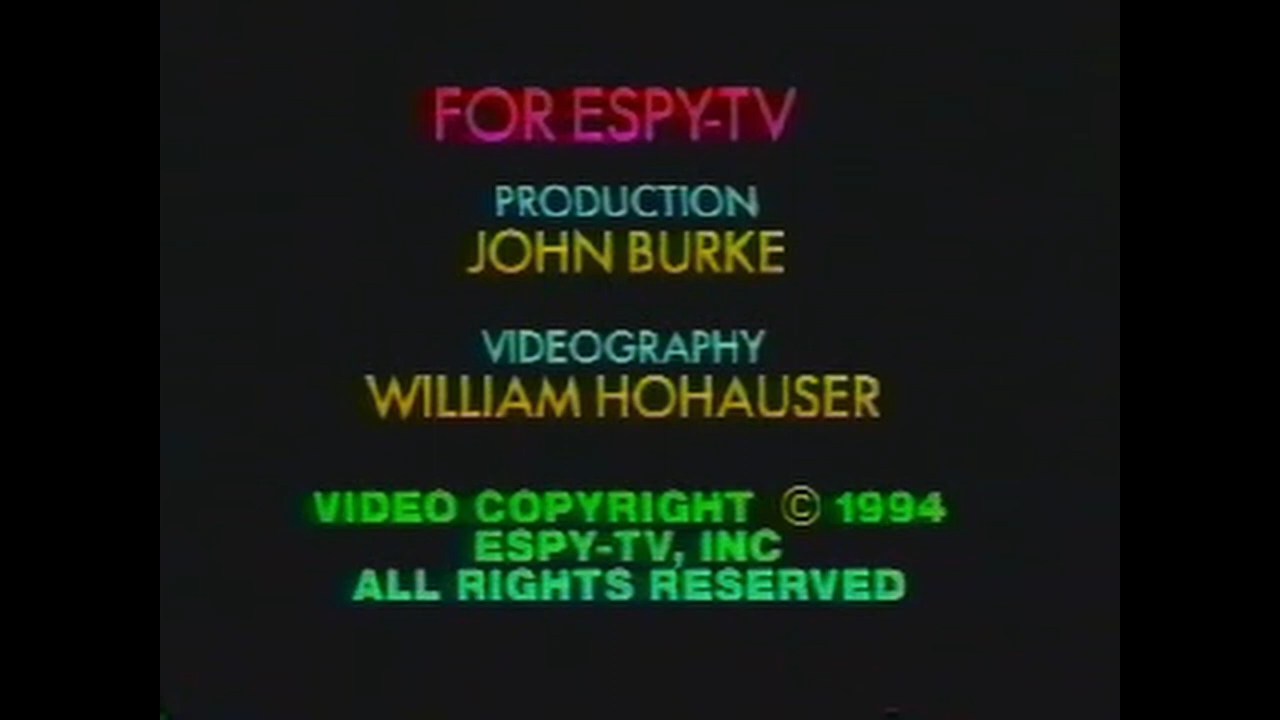 FOR ESPY-TV
PRODUCTION
JOHN BURKE
VIDEOGRAPHY
WILLIAM HOHAUSER
VIDEO COPYRIGHT © 1994
ESPY-TV, INC
ALL RIGHTS RESERVED